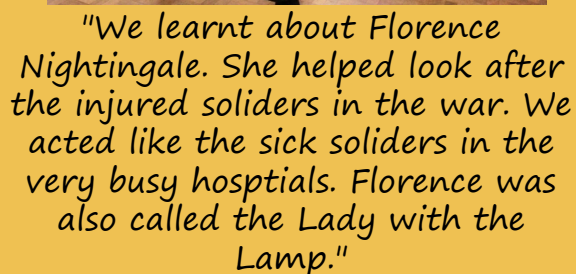 "We learnt about Florence
Nightingale. She helped look after
the injured soliders in the war. We
acted like the sick soliders in the
very busy hosptials. Florence was
also called the Lady with the
Lamp."